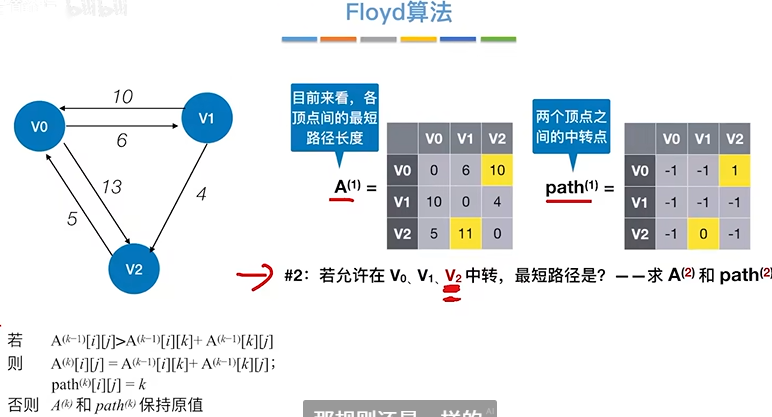 Floyd算法
bilibili
10
V0
V1
6
13
4
5
V2
目前来看，各
顶点间的最短
路径长度
A(1) =
V0 V1 V2
V0 0 6 10
V1 10 0 4
V2 5 11 0
两个顶点之
间的中转点
path(1) =
V0 V1 V2
V0 -1 -1 1
V1 -1 -1 -1
V2 -1 0 -1
#2：若允许在 V0、V1、V2 中转，最短路径是？——求 A(2) 和 path(2)
若 A(k-1)[i][j]>A(k-1)[i][k]+ A(k-1)[k][j]
则 A(k)[i][j] = A(k-1)[i][k]+ A(k-1)[k][j]；
path(k)[i][j] = k
否则 A(k) 和 path(k) 保持原值